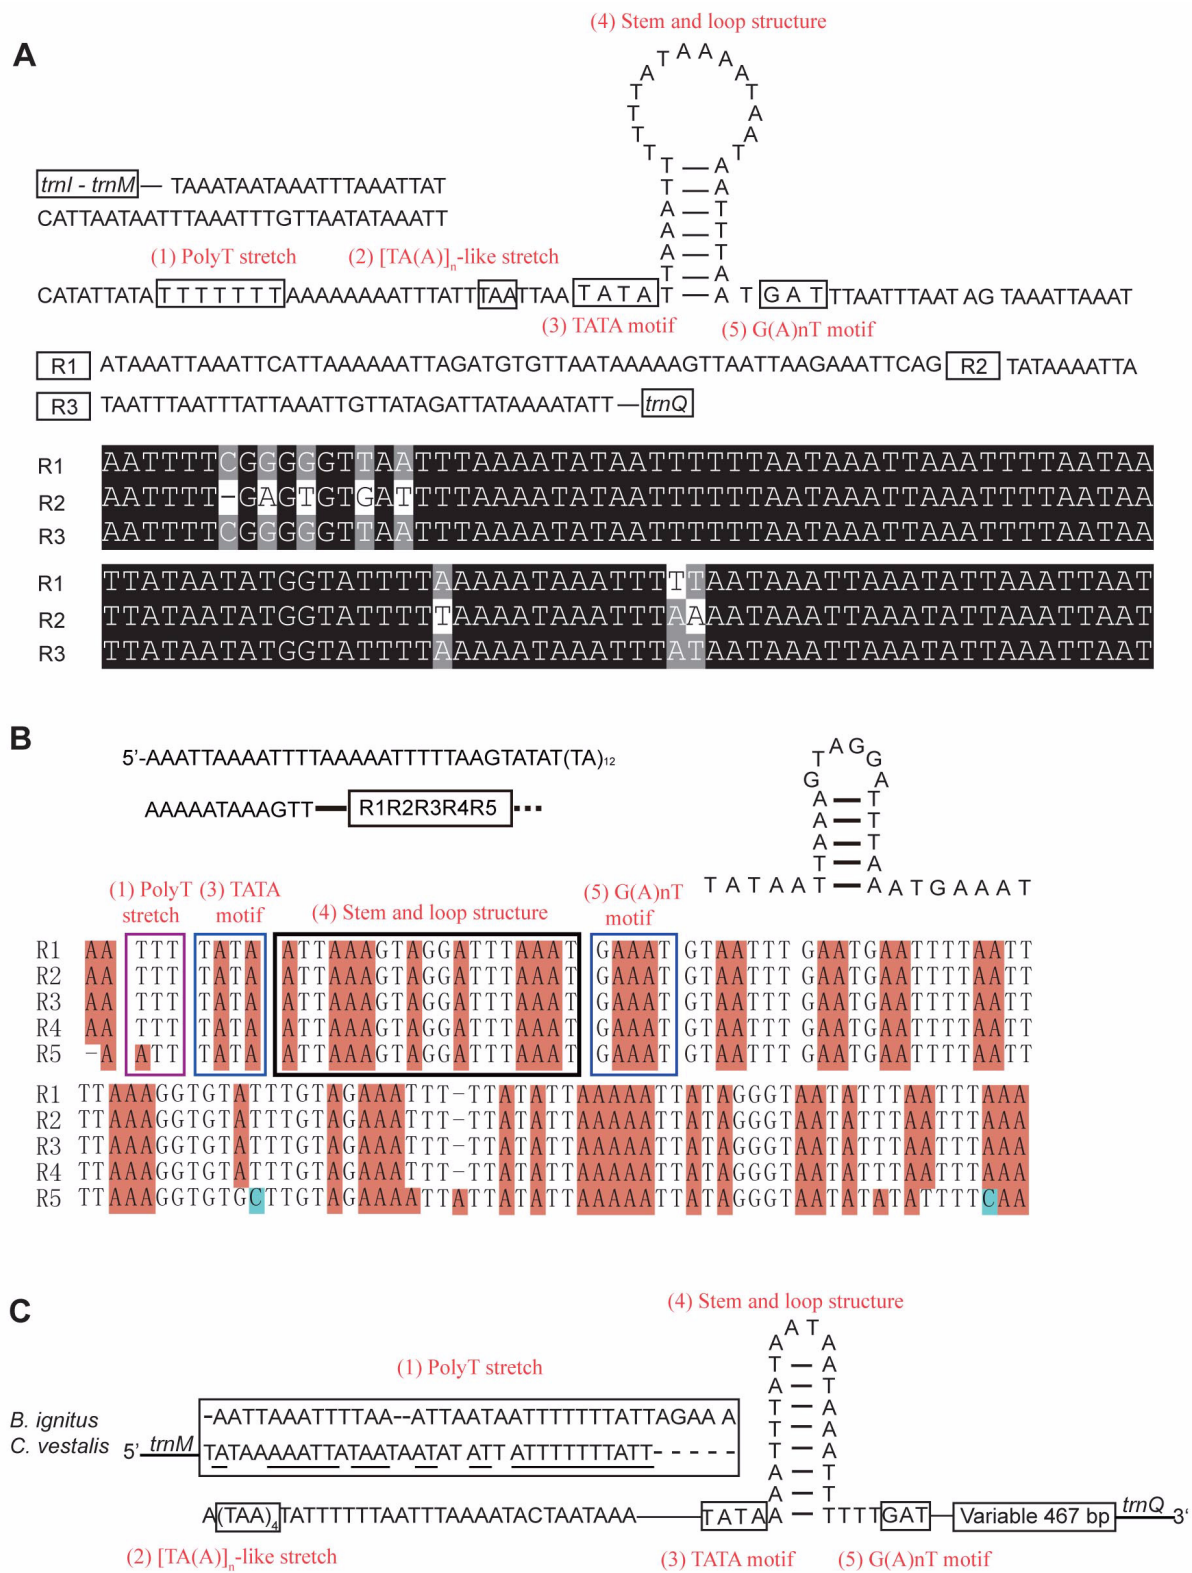 A
(4) Stem and loop structure
T A T A A A A T A A T
T T T T
trnI - trnM — TAAATAATAAATTTAAATTAT
CATTAATAATTTAAATTTGTTAATATAAATT
(1) PolyT stretch (2) [TA(A)]n-like stretch
CATATTATA TTTTTTT AAAAAAAATTTATT TAA TTAA TATA T — A T GAT TTAATTTAAT AG TAAATTAAAT
(3) TATA motif (5) G(A)nT motif
R1 ATAAATTAAATTCATTAAAAAATTAGATGTGTTAATAAAAAGTTAATTAAGAAATTCAG R2 TATAAAATTA
R3 TAATTTAATTTATTAAATTGTTATAGATTATAAAATATT — trnQ
R1 AATTTTCGGGGGTTAATTTAAAATATAATTTTTTAATAAATTAAATTTTAATAA
R2 AATTTT-GAGTGTGATTTTAAAATATAATTTTTTAATAAATTAAATTTTAATAA
R3 AATTTTCGGGGGTTAATTTAAAATATAATTTTTTAATAAATTAAATTTTAATAA
R1 TTATAATATGGTATTTTAAAAATAAATTTTTAATAAATTAAATATTAAATTAAT
R2 TTATAATATGGTATTTTTAAAATAAATTTAAAATAAATTAAATATTAAATTAAT
R3 TTATAATATGGTATTTTAAAAATAAATTTATAATAAATTAAATATTAAATTAAT
B
5'-AAATTAAAATTTTAAAAATTTTTAAGTATAT(TA)12
AAAAATAAAGTT R1R2R3R4R5
G T A G G A
TATAAT T A A A A T T T A A ATGAAAT
(1) PolyT stretch (3) TATA motif (4) Stem and loop structure (5) G(A)nT motif
R1 AA TTT TATA ATTAAAGTAGGATTTAAAT GAAAT GTAATTT GAATGAATTTTAATT
R2 AA TTT TATA ATTAAAGTAGGATTTAAAT GAAAT GTAATTT GAATGAATTTTAATT
R3 AA TTT TATA ATTAAAGTAGGATTTAAAT GAAAT GTAATTT GAATGAATTTTAATT
R4 AA TTT TATA ATTAAAGTAGGATTTAAAT GAAAT GTAATTT GAATGAATTTTAATT
R5 -A ATT TATA ATTAAAGTAGGATTTAAAT GAAAT GTAATTT GAATGAATTTTAATT
R1 TTAAAGGTGTATTTGTAGAAATTT-TTATATTAAAAATTATAGGGTAATATTTAATTTAAA
R2 TTAAAGGTGTATTTGTAGAAATTT-TTATATTAAAAATTATAGGGTAATATTTAATTTAAA
R3 TTAAAGGTGTATTTGTAGAAATTT-TTATATTAAAAATTATAGGGTAATATTTAATTTAAA
R4 TTAAAGGTGTATTTGTAGAAATTT-TTATATTAAAAATTATAGGGTAATATTTAATTTAAA
R5 TTAAAGGTGTGCTTGTAGAAAATTATTATATTAAAAATTATAGGGTAATATATATTTTCAA
C
(4) Stem and loop structure
(1) PolyT stretch
B. ignitus -AATTAAATTTTAA--ATTAATAATTTTTTTATTAGAA A
C. vestalis 5' trnM TATAAAAATTATAATAATAT ATT ATTTTTTTATT-----
A(TAA)4TATTTTTTAATTTAAAATACTAATAAA TATA A — T TTTT GAT Variable 467 bp trnQ 3'
(2) [TA(A)]n-like stretch (3) TATA motif (5) G(A)nT motif